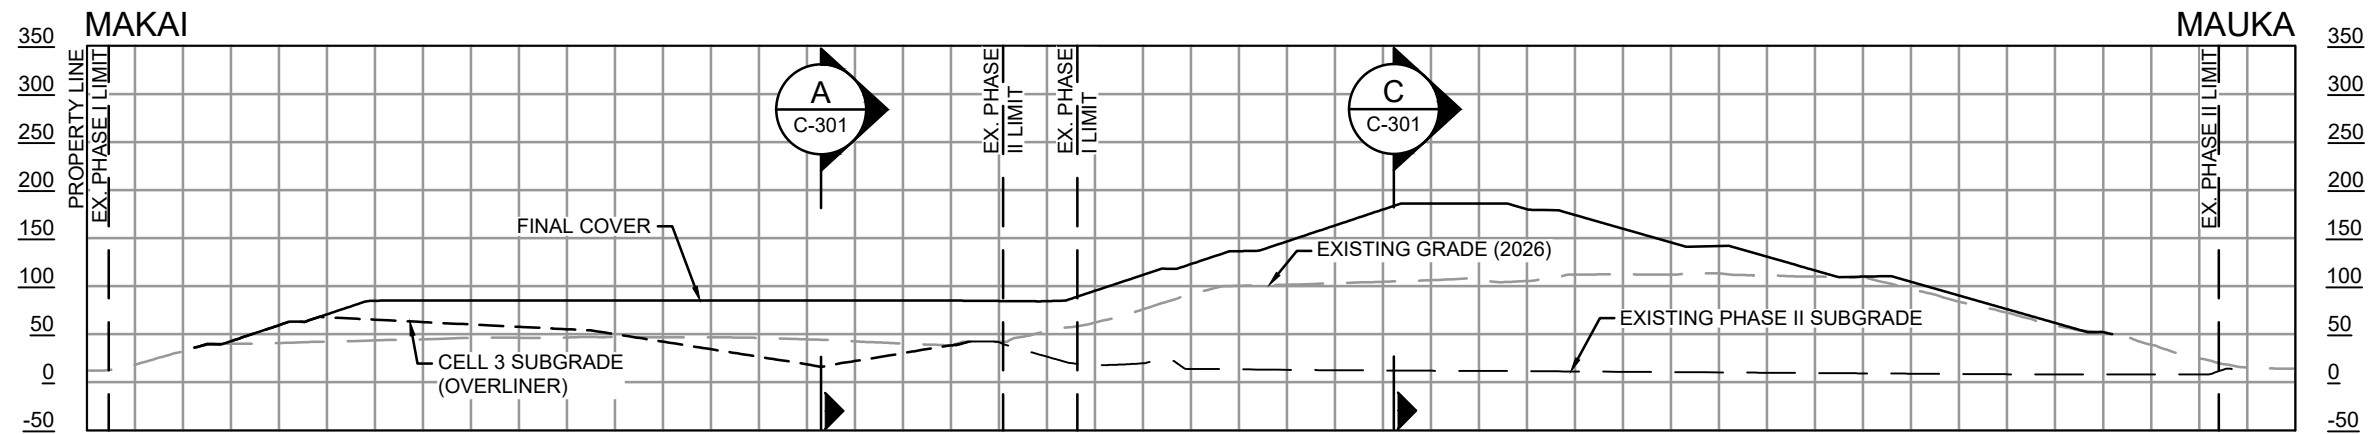 MAKAI
MAUKA
350
300
250
200
150
100
50
0
-50
PROPERTY LINE
EX. PHASE I LIMIT
A
C-301
EX. PHASE
II LIMIT
EX. PHASE
I LIMIT
C
C-301
EX. PHASE II LIMIT
FINAL COVER
EXISTING GRADE (2026)
EXISTING PHASE II SUBGRADE
CELL 3 SUBGRADE
(OVERLINER)
350
300
250
200
150
100
50
0
-50